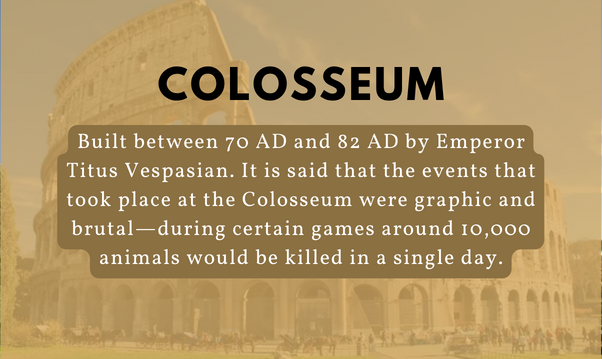 COLOSSEUM
Built between 70 AD and 82 AD by Emperor
Titus Vespasian. It is said that the events that
took place at the Colosseum were graphic and
brutal—during certain games around 10,000
animals would be killed in a single day.